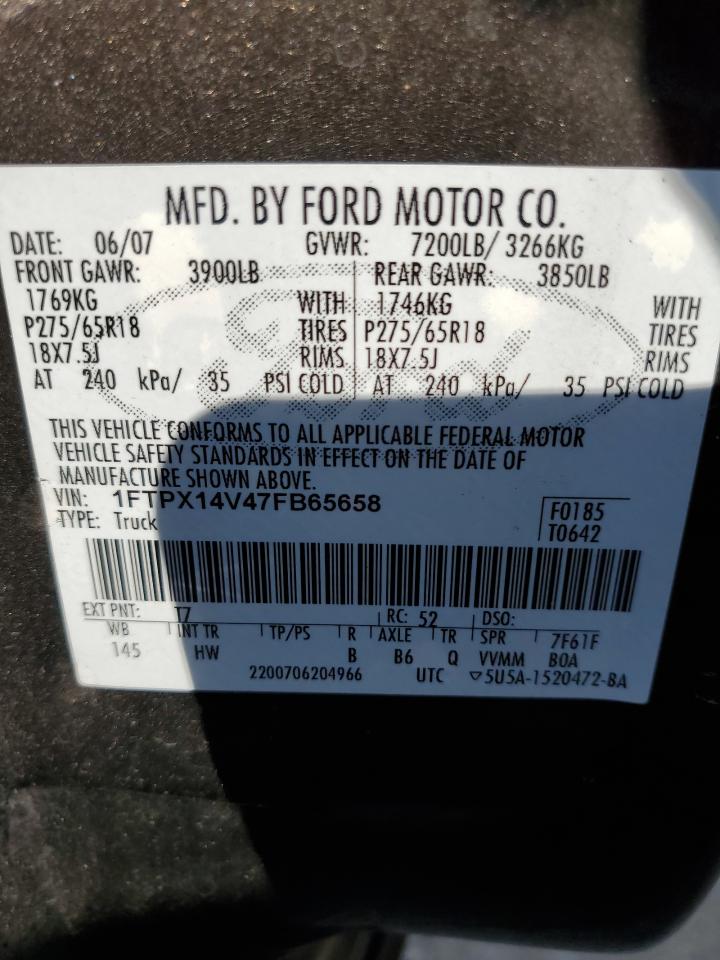 MFD. BY FORD MOTOR CO.
DATE: 06/07 GVWR: 7200LB/ 3266KG
FRONT GAWR: 3900LB REAR GAWR: 3850LB
1769KG WITH 1746KG WITH
P275/65R18 TIRES P275/65R18 TIRES
18X7.5J RIMS 18X7.5J RIMS
AT 240 kPa/ 35 PSI COLD AT 240 kPa/ 35 PSI COLD
Ford
THIS VEHICLE CONFORMS TO ALL APPLICABLE FEDERAL MOTOR
VEHICLE SAFETY STANDARDS IN EFFECT ON THE DATE OF
MANUFACTURE SHOWN ABOVE.
VIN: 1FTPX14V47FB65658 F0185
TYPE: Truck T0642
EXT PNT: T7 RC: 52 DSO:
WB INT TR TP/PS R AXLE TR SPR 7F61F
145 HW B B6 Q VVMM BOA
2200706204966 UTC ▽5U5A-1520472-BA